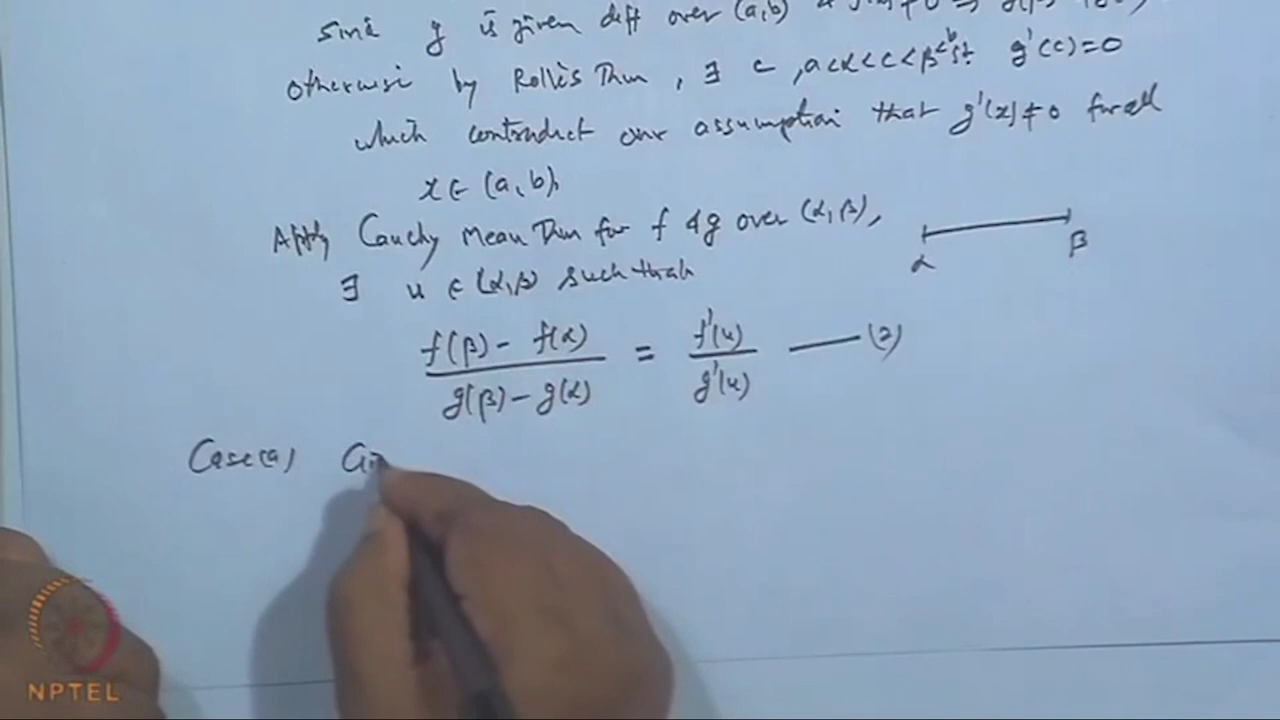 Since g is given diff over (a,b)
otherwise by Rolle's Thm, ∃ c, a<α<c<β<b s.t. g'(c)=0
which contradict our assumption that g'(x)≠0 for all
x ∈ (a,b).
Apply Cauchy Mean Thm for f & g over (α,β),
∃ u ∈ (α,β) such that
α β
f(β) - f(α) / g(β) - g(α) = f'(u) / g'(u) —— (2)
Case(a) Gi
NPTEL